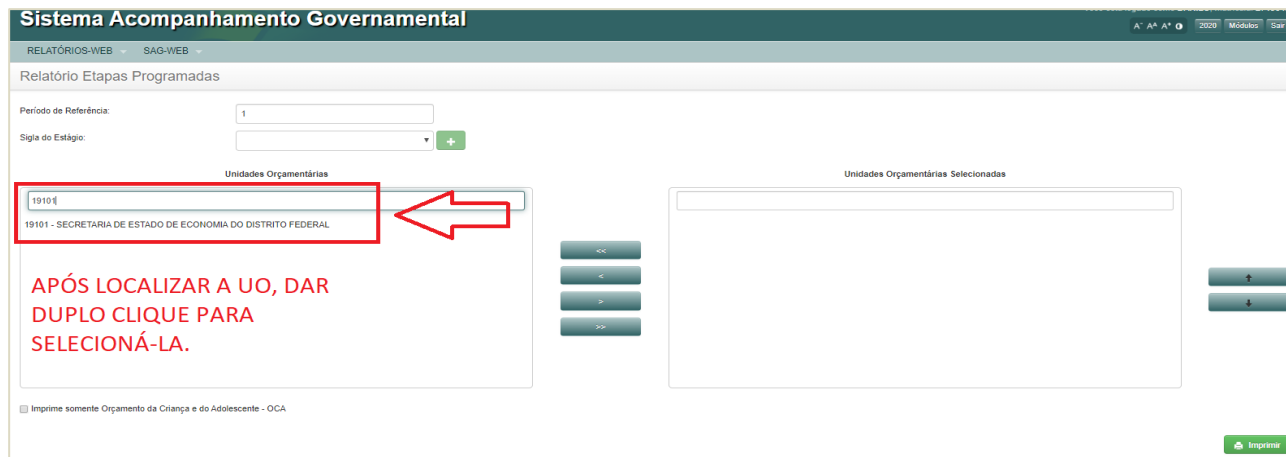 Sistema Acompanhamento Governamental
A- AA A+
2020 Módulos Sair
RELATÓRIOS-WEB SAG-WEB
Relatório Etapas Programadas
Período de Referência: 1
Sigla do Estágio: +
Unidades Orçamentárias Unidades Orçamentárias Selecionadas
19101
19101 - SECRETARIA DE ESTADO DE ECONOMIA DO DISTRITO FEDERAL
<<
<
>
>>
APÓS LOCALIZAR A UO, DAR
DUPLO CLIQUE PARA
SELECIONÁ-LA.
Imprime somente Orçamento da Criança e do Adolescente - OCA
Imprimir